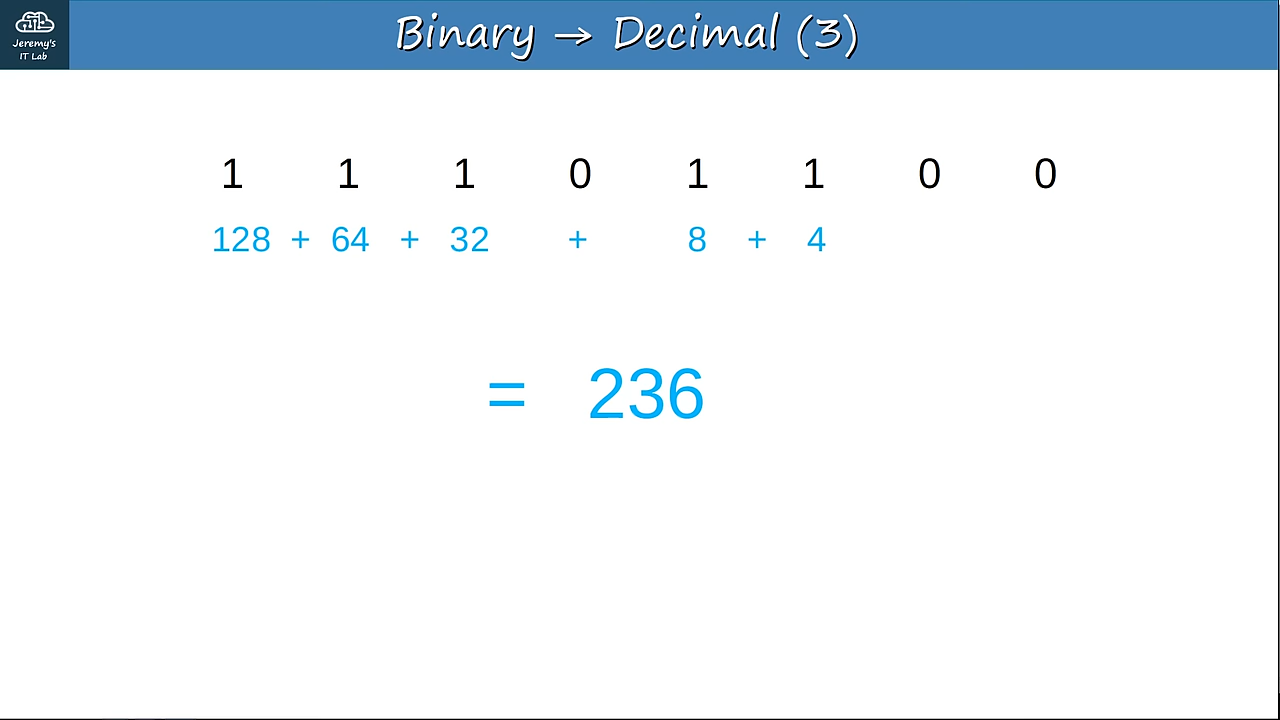 Jeremy's
IT Lab
Binary → Decimal (3)
1 1 1 0 1 1 0 0
128 + 64 + 32 + 8 + 4
= 236